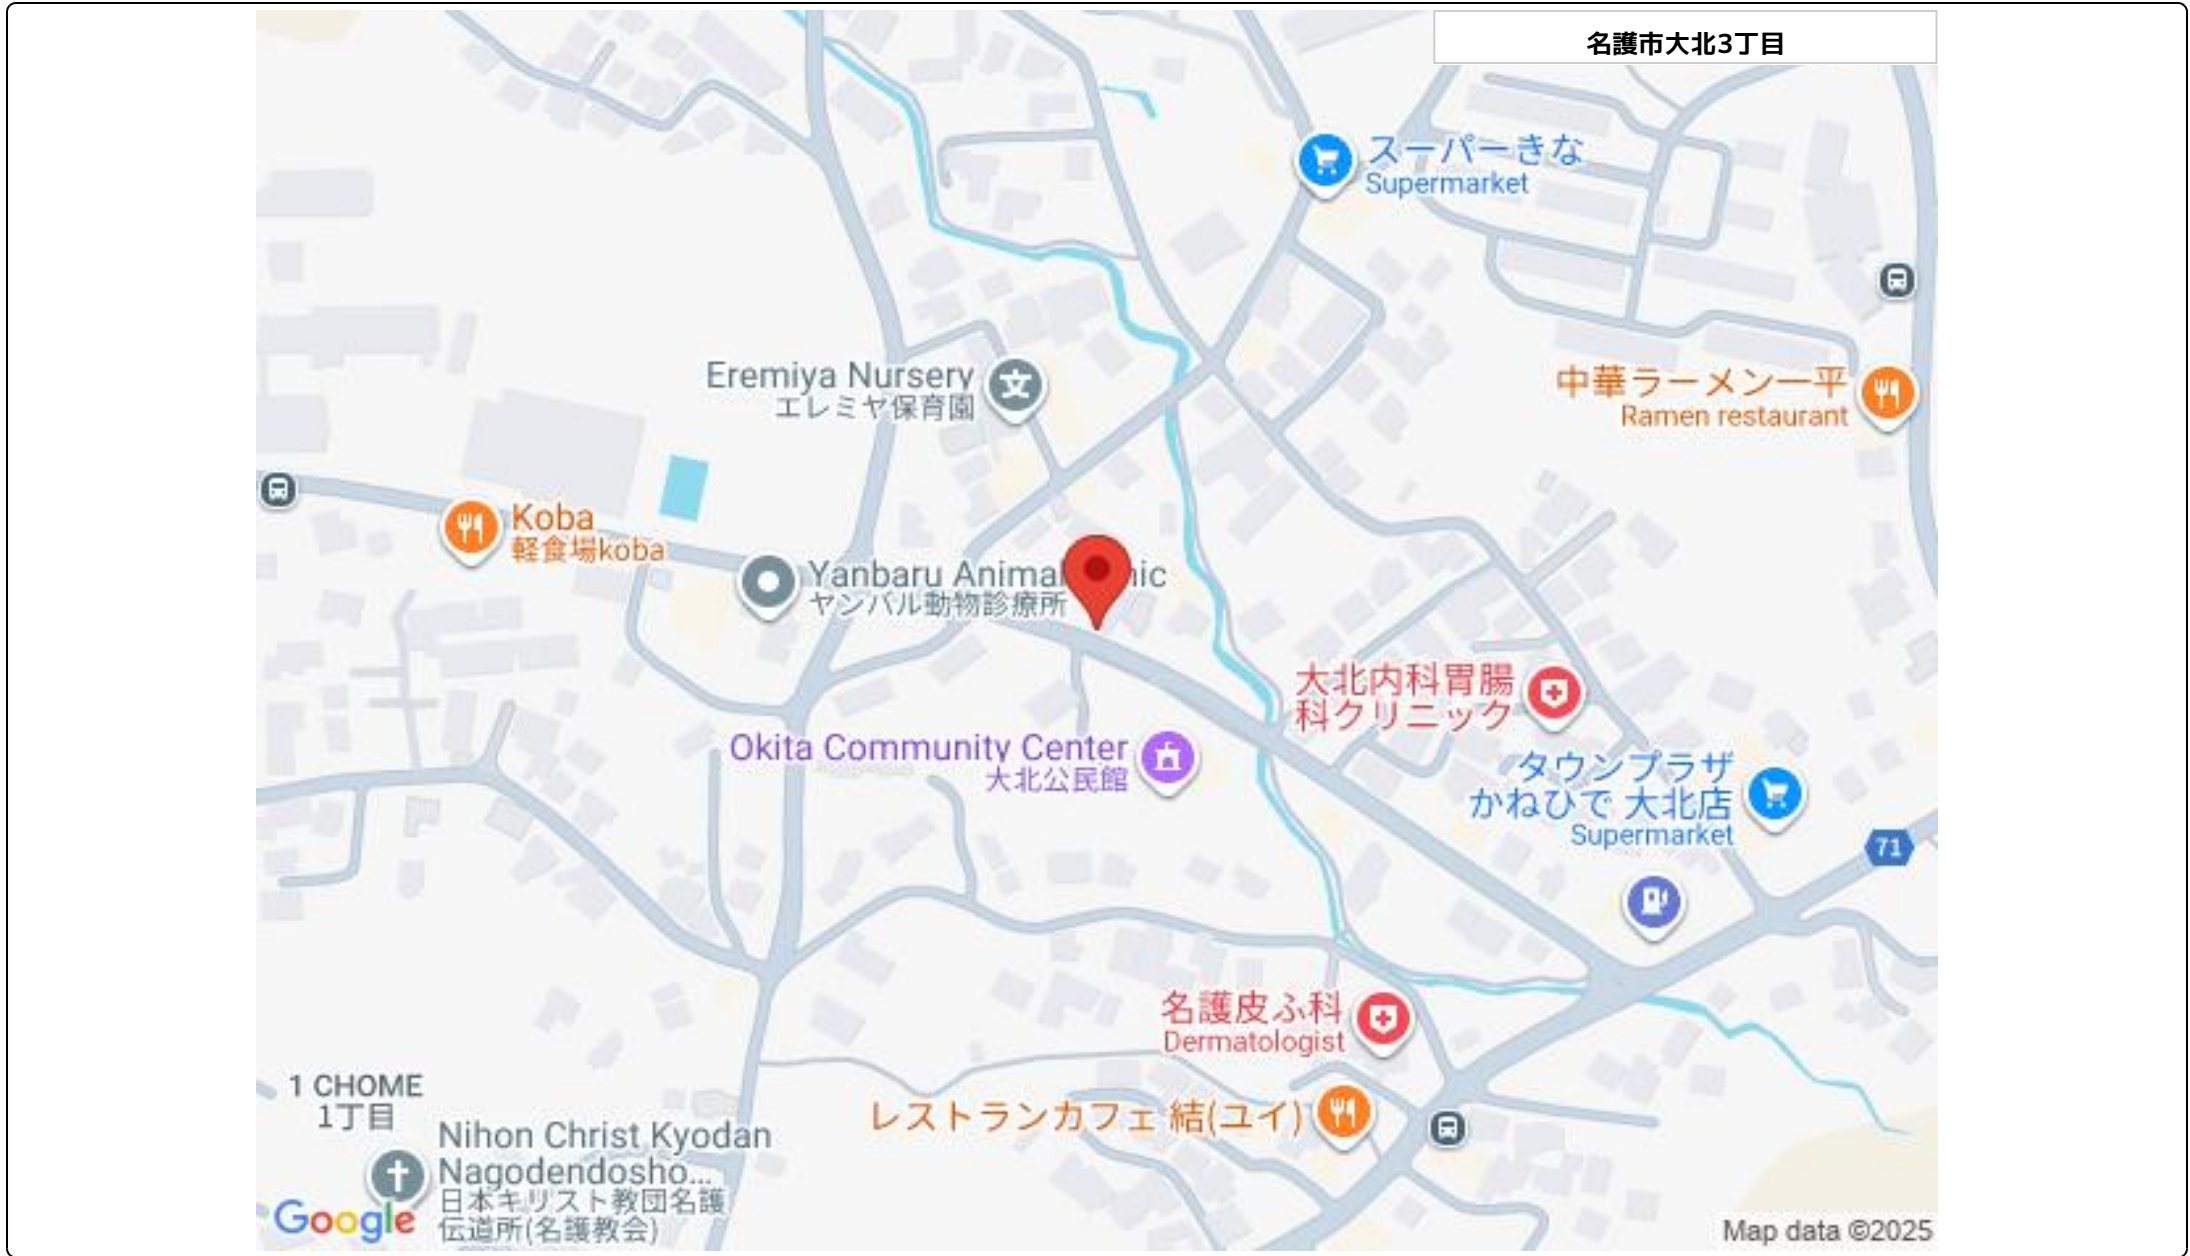 名護市大北3丁目
スーパーきな
Supermarket
Eremiya Nursery
エレミヤ保育園
中華ラーメン一平
Ramen restaurant
Koba
軽食場koba
Yanbaru Animal
ヤンバル動物診療所
大北内科胃腸
科クリニック
Okita Community Center
大北公民館
タウンプラザ
かねひで 大北店
Supermarket
71
名護皮ふ科
Dermatologist
レストランカフェ 結(ユイ)
1 CHOME
1丁目
Nihon Christ Kyodan
Nagodendosho...
日本キリスト教団名護
伝道所(名護教会)
Google
Map data ©2025